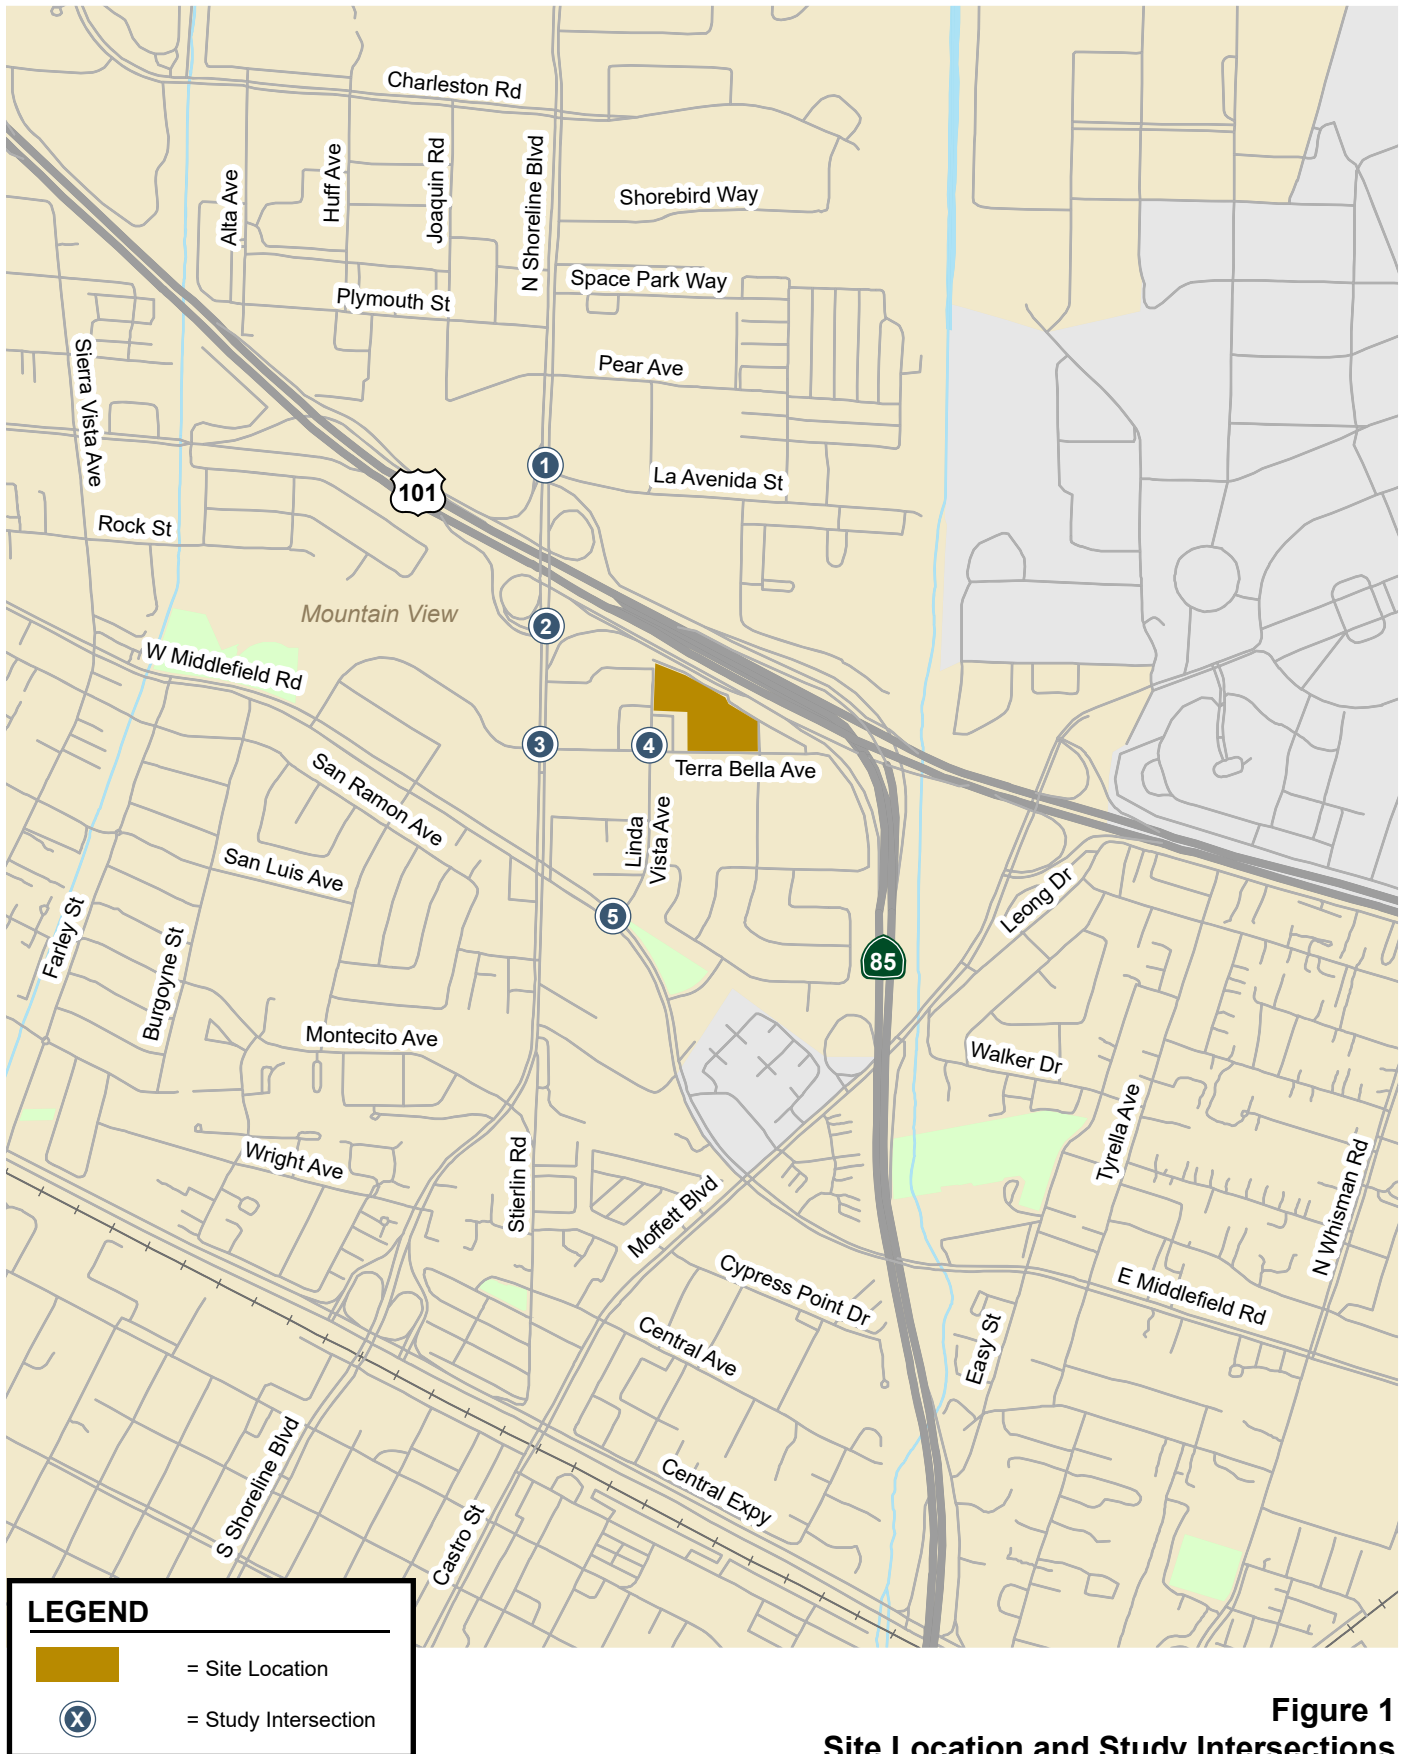 Charleston Rd
Alta Ave
Huff Ave
Joaquin Rd
N Shoreline Blvd
Shorebird Way
Space Park Way
Plymouth St
Pear Ave
Sierra Vista Ave
1
La Avenida St
101
Rock St
Mountain View
2
W Middlefield Rd
3
4
Terra Bella Ave
San Ramon Ave
Linda
Vista Ave
San Luis Ave
Leong Dr
5
Farley St
Burgoyne St
85
Montecito Ave
Walker Dr
Tyrella Ave
Wright Ave
Stierlin Rd
Moffett Blvd
N Whisman Rd
Cypress Point Dr
E Middlefield Rd
Central Ave
Easy St
S Shoreline Blvd
Central Expy
Castro St
LEGEND
= Site Location
X
= Study Intersection
Figure 1
Site Location and Study Intersections